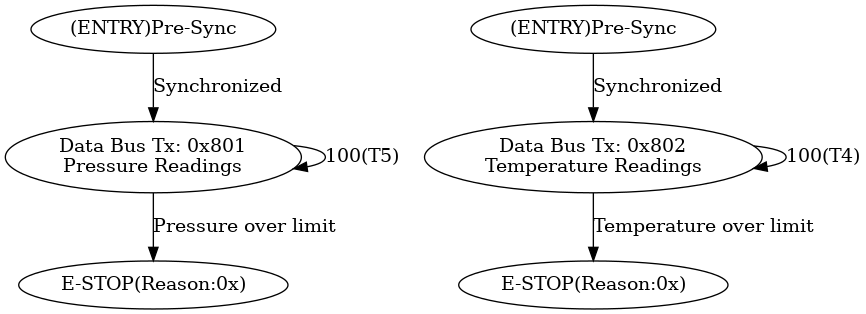 (ENTRY)Pre-Sync
Synchronized
Data Bus Tx: 0x801
Pressure Readings
100(T5)
Pressure over limit
E-STOP(Reason:0x)
(ENTRY)Pre-Sync
Synchronized
Data Bus Tx: 0x802
Temperature Readings
100(T4)
Temperature over limit
E-STOP(Reason:0x)